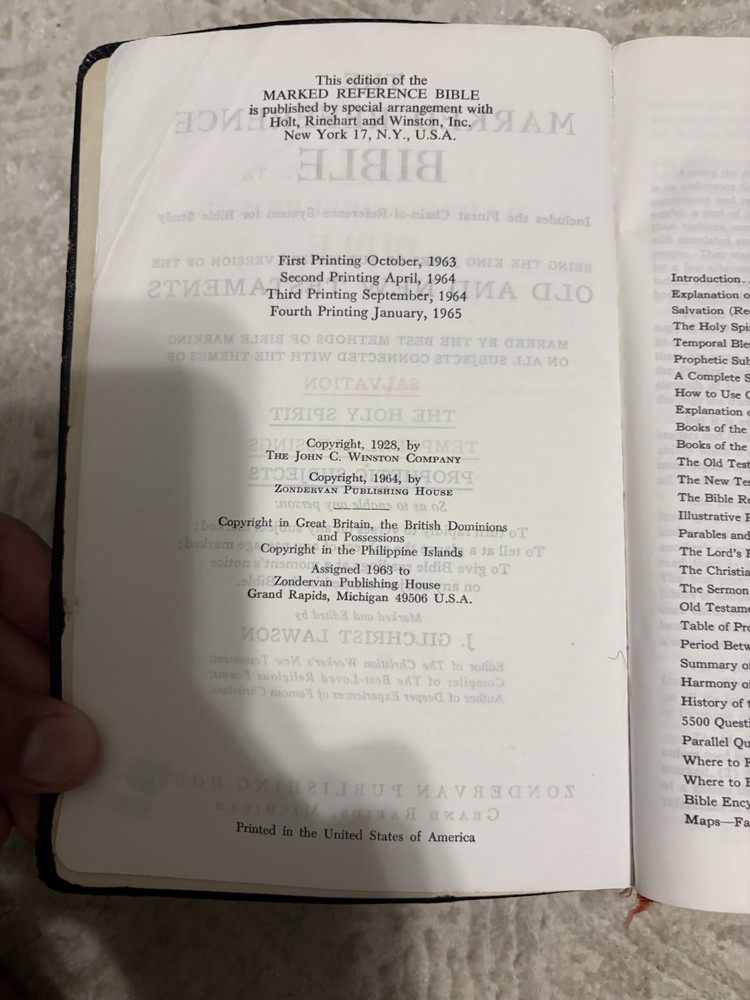 This edition of the
MARKED REFERENCE BIBLE
is published by special arrangement with
Holt, Rinehart and Winston, Inc.
New York 17, N.Y., U.S.A.
First Printing October, 1963
Second Printing April, 1964
Third Printing September, 1964
Fourth Printing January, 1965
Copyright, 1928, by
THE JOHN C. WINSTON COMPANY
Copyright, 1964, by
ZONDERVAN PUBLISHING HOUSE
Copyright in Great Britain, the British Dominions
and Possessions
Copyright in the Philippine Islands
Assigned 1963 to
Zondervan Publishing House
Grand Rapids, Michigan 49506 U.S.A.
Printed in the United States of America
Introduction.
Explanation o
Salvation (Re
The Holy Spi
Temporal Ble
Prophetic Sub
A Complete S
How to Use C
Explanation o
Books of the
Books of the
The Old Test
The New Te
The Bible Re
Illustrative P
Parables and
The Lord's P
The Christia
The Sermon
Old Testame
Table of Pro
Period Betw
Summary of
Harmony of
History of t
5500 Questi
Parallel Qu
Where to F
Where to F
Bible Ency
Maps—Fa